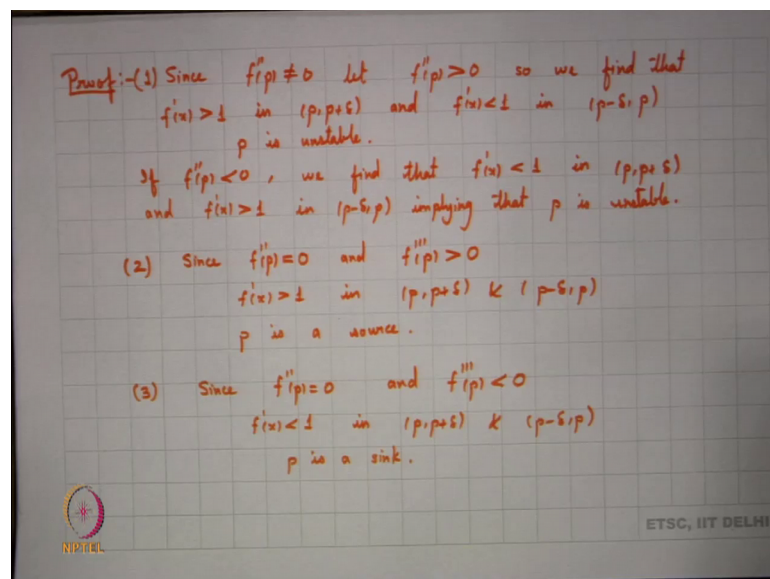 Proof:-(1) Since f''(p) ≠ 0 let f''(p) > 0 so we find that
f'(x) > 1 in (p, p+δ) and f'(x) < 1 in (p-δ, p)
p is unstable.
If f''(p) < 0, we find that f'(x) < 1 in (p, p+δ)
and f'(x) > 1 in (p-δ, p) implying that p is unstable.
(2) Since f''(p) = 0 and f'''(p) > 0
f'(x) > 1 in (p, p+δ) & (p-δ, p)
p is a source.
(3) Since f''(p) = 0 and f'''(p) < 0
f'(x) < 1 in (p, p+δ) & (p-δ, p)
p is a sink.
ETSC, IIT DELHI
NPTEL